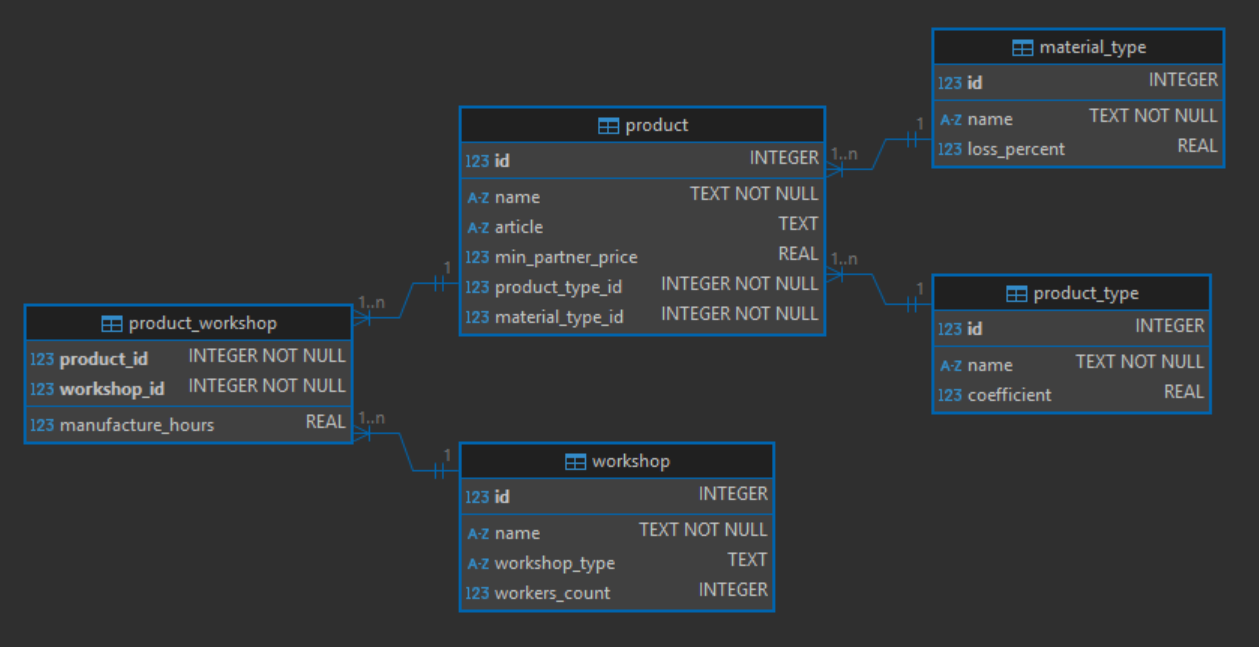 material_type
123 id INTEGER
A-Z name TEXT NOT NULL
123 loss_percent REAL
1
1..n
product
123 id INTEGER
A-Z name TEXT NOT NULL
A-Z article TEXT
123 min_partner_price REAL
123 product_type_id INTEGER NOT NULL
123 material_type_id INTEGER NOT NULL
1..n
1
product_type
123 id INTEGER
A-Z name TEXT NOT NULL
123 coefficient REAL
1
1..n
product_workshop
123 product_id INTEGER NOT NULL
123 workshop_id INTEGER NOT NULL
123 manufacture_hours REAL
1..n
1
workshop
123 id INTEGER
A-Z name TEXT NOT NULL
A-Z workshop_type TEXT
123 workers_count INTEGER